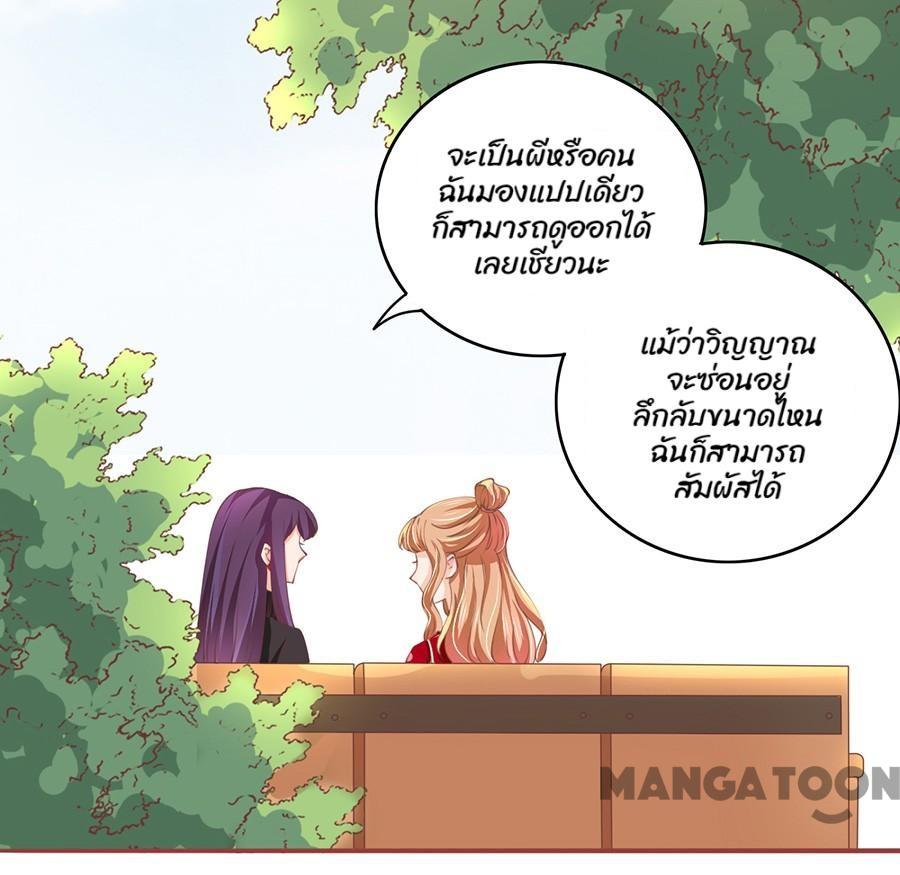 จะเป็นผีหรือคน
ฉันมองแปปเดียว
ก็สามารถดูออกได้
เลยเชียวนะ
แม้ว่าวิญญาณ
จะซ่อนอยู่
ลึกลับขนาดไหน
ฉันก็สามารถ
สัมผัสได้
MANGATOON